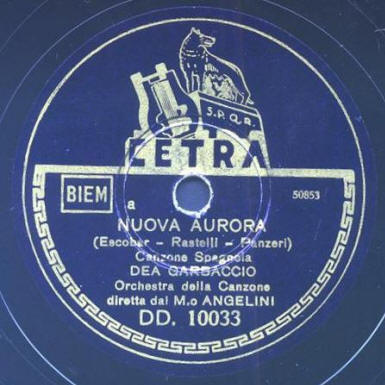 S.P.Q.R.
CETRA
BIEM
a
50853
NUOVA AURORA
(Escobar - Rastelli - Panzeri)
Canzone Spagnola
DEA GARBACCIO
Orchestra della Canzone
diretta dal M.o ANGELINI
DD. 10033